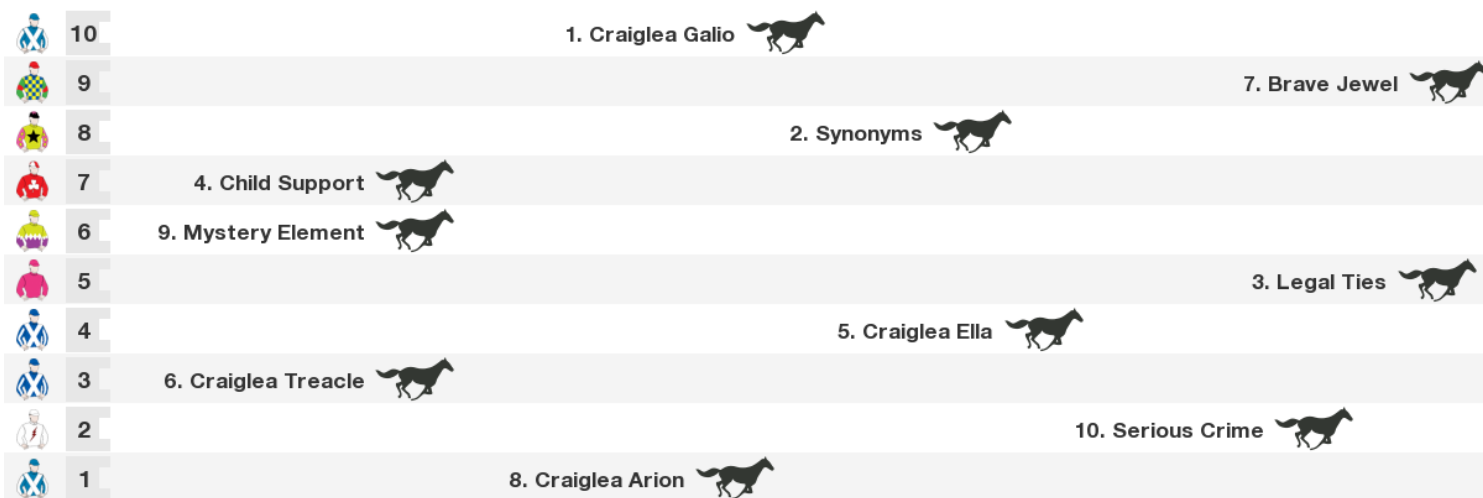 10 1. Craiglea Galio
9 7. Brave Jewel
8 2. Synonyms
7 4. Child Support
6 9. Mystery Element
5 3. Legal Ties
4 5. Craiglea Ella
3 6. Craiglea Treacle
2 10. Serious Crime
1 8. Craiglea Arion